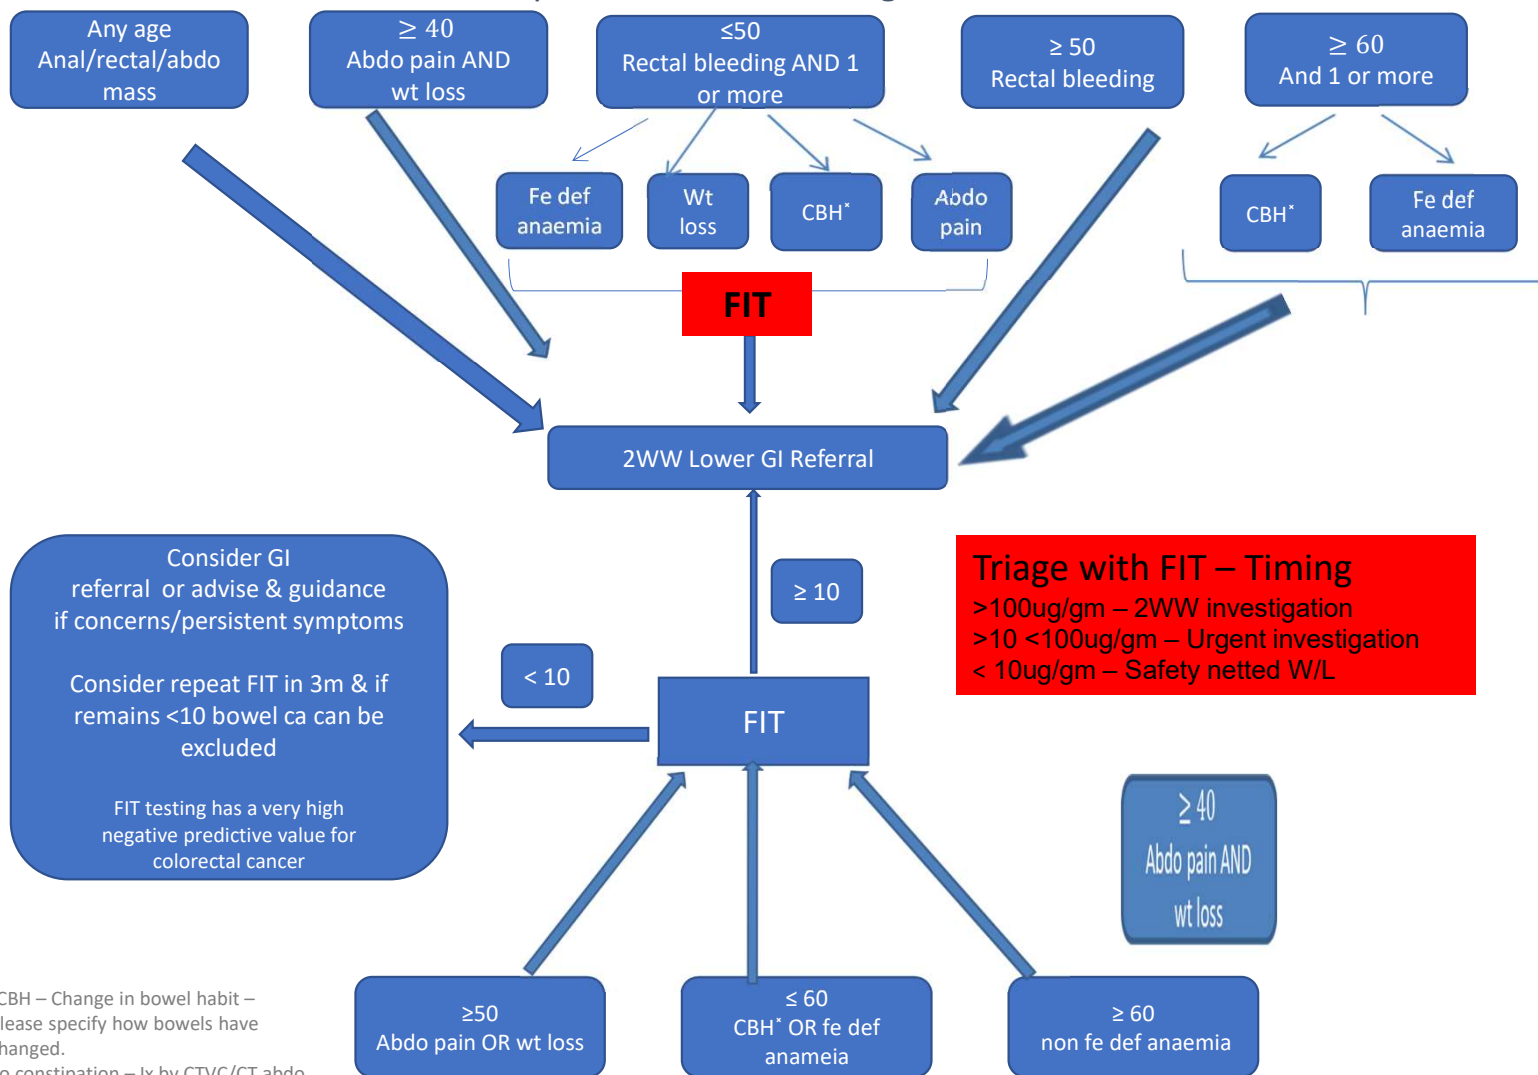 Any age
Anal/rectal/abdo
mass
≥ 40
Abdo pain AND
wt loss
≤50
Rectal bleeding AND 1
or more
≥ 50
Rectal bleeding
≥ 60
And 1 or more
Fe def
anaemia
Wt
loss
CBH*
Abdo
pain
CBH*
Fe def
anaemia
FIT
2WW Lower GI Referral
Consider GI
referral or advise & guidance
if concerns/persistent symptoms
Consider repeat FIT in 3m & if
remains <10 bowel ca can be
excluded
FIT testing has a very high
negative predictive value for
colorectal cancer
≥ 10
< 10
FIT
Triage with FIT – Timing
>100ug/gm – 2WW investigation
>10 <100ug/gm – Urgent investigation
< 10ug/gm – Safety netted W/L
≥ 40
Abdo pain AND
wt loss
≥50
Abdo pain OR wt loss
≤ 60
CBH* OR fe def
anameia
≥ 60
non fe def anaemia
CBH – Change in bowel habit –
lease specify how bowels have
hanged.
o constipation – Ix by CTVC/CT abdo